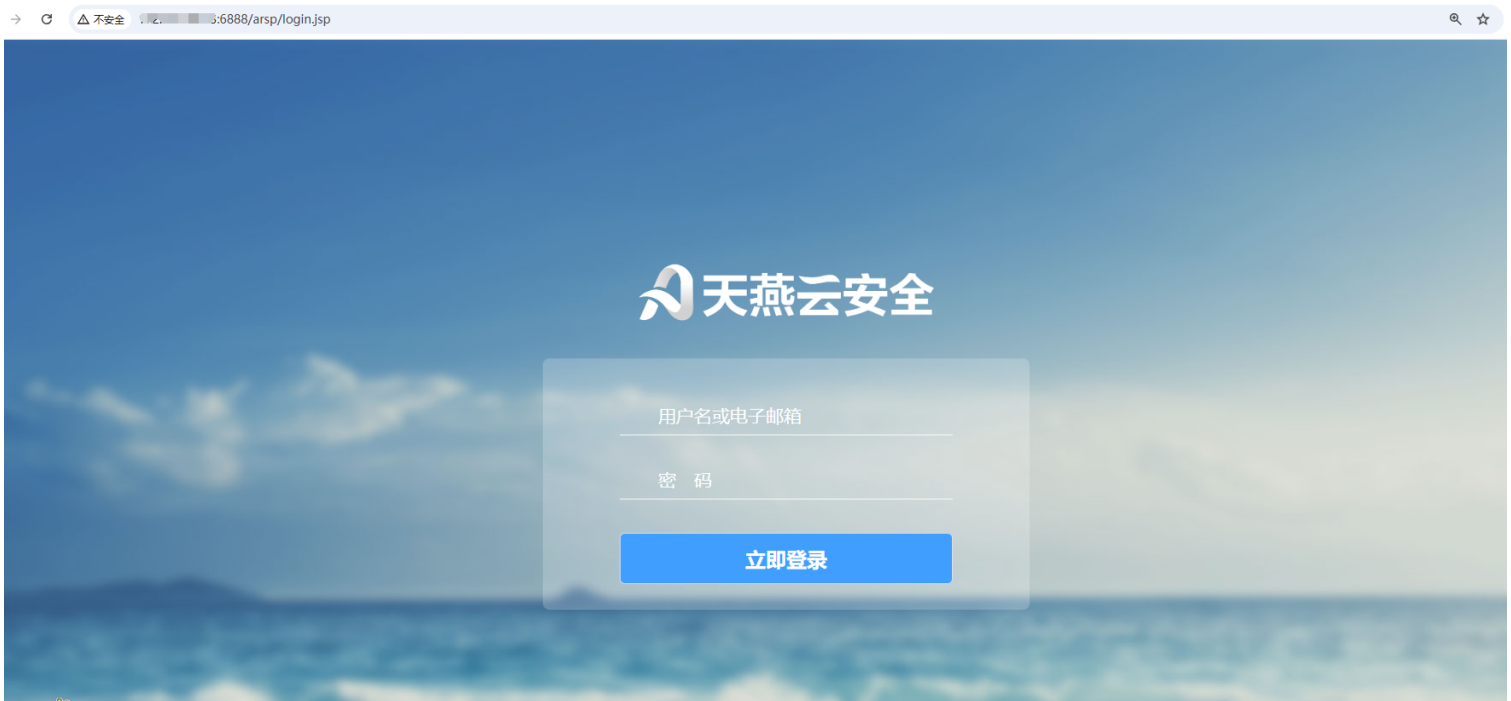 不安全 :6888/arsp/login.jsp
天燕云安全
用户名或电子邮箱
密 码
立即登录